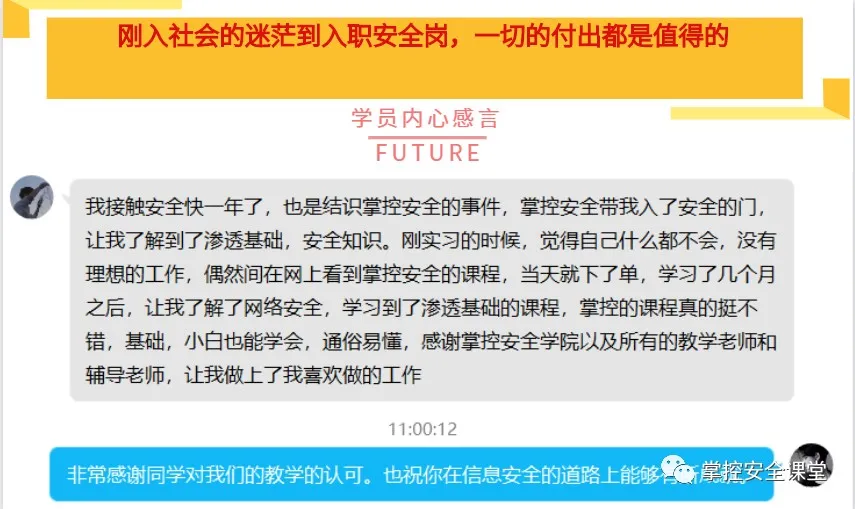 刚入社会的迷茫到入职安全岗，一切的付出都是值得的
学员内心感言
FUTURE
我接触安全快一年了，也是结识掌控安全的事件，掌控安全带我入了安全的门，
让我了解到了渗透基础，安全知识。刚实习的时候，觉得自己什么都不会，没有
理想的工作，偶然间在网上看到掌控安全的课程，当天就下了单，学习了几个月
之后，让我了解了网络安全，学习到了渗透基础的课程，掌控的课程真的挺不
错，基础，小白也能学会，通俗易懂，感谢掌控安全学院以及所有的教学老师和
辅导老师，让我做上了我喜欢做的工作
11:00:12
非常感谢同学对我们的教学的认可。也祝你在信息安全的道路上能够
掌控安全课堂